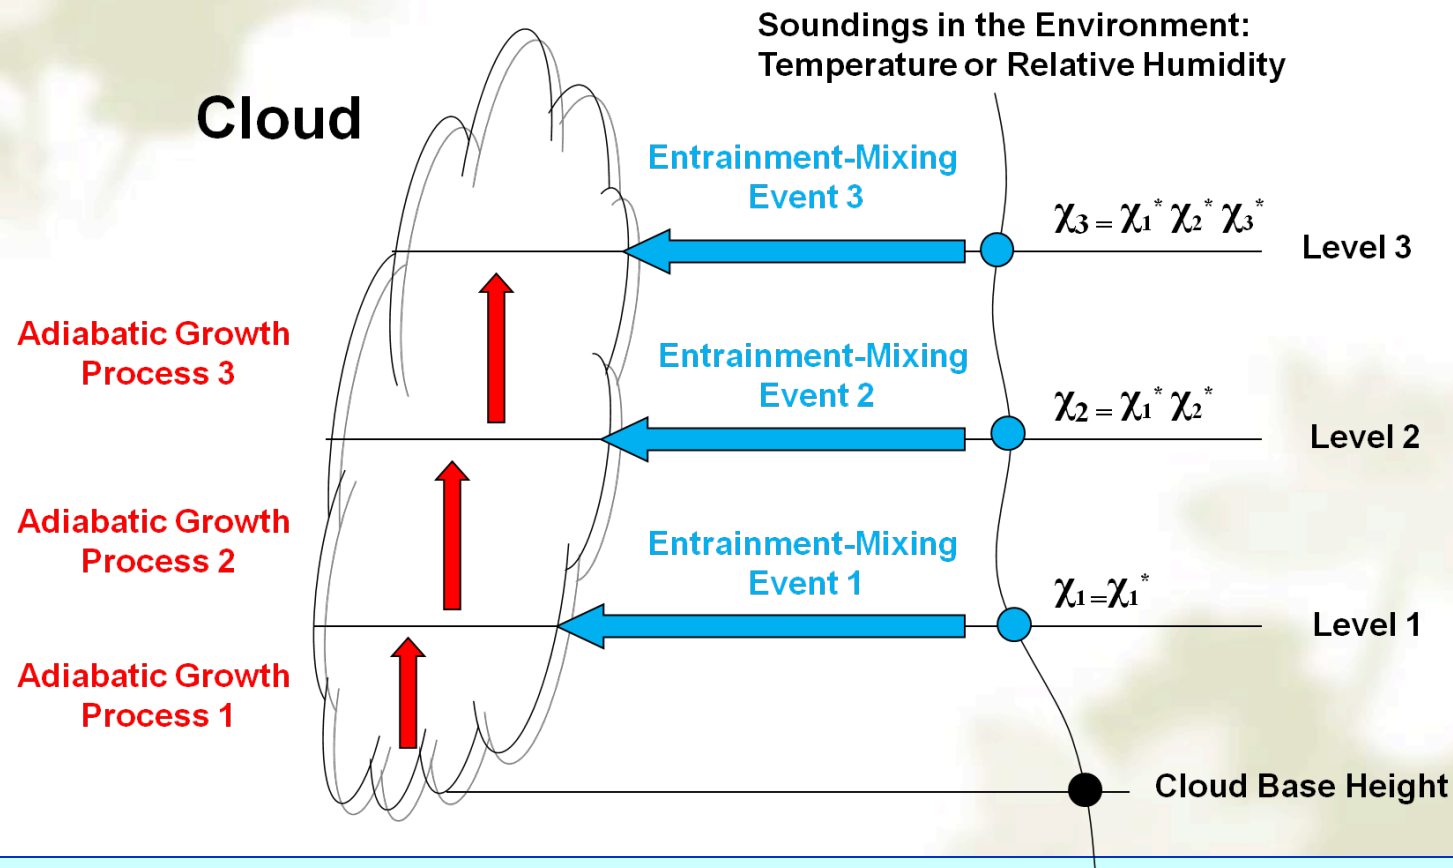 Soundings in the Environment:
Temperature or Relative Humidity
Cloud
Entrainment-Mixing
Event 3
χ₃ = χ₁* χ₂* χ₃*
Level 3
Adiabatic Growth
Process 3
Entrainment-Mixing
Event 2
χ₂ = χ₁* χ₂*
Level 2
Adiabatic Growth
Process 2
Entrainment-Mixing
Event 1
χ₁=χ₁*
Level 1
Adiabatic Growth
Process 1
Cloud Base Height